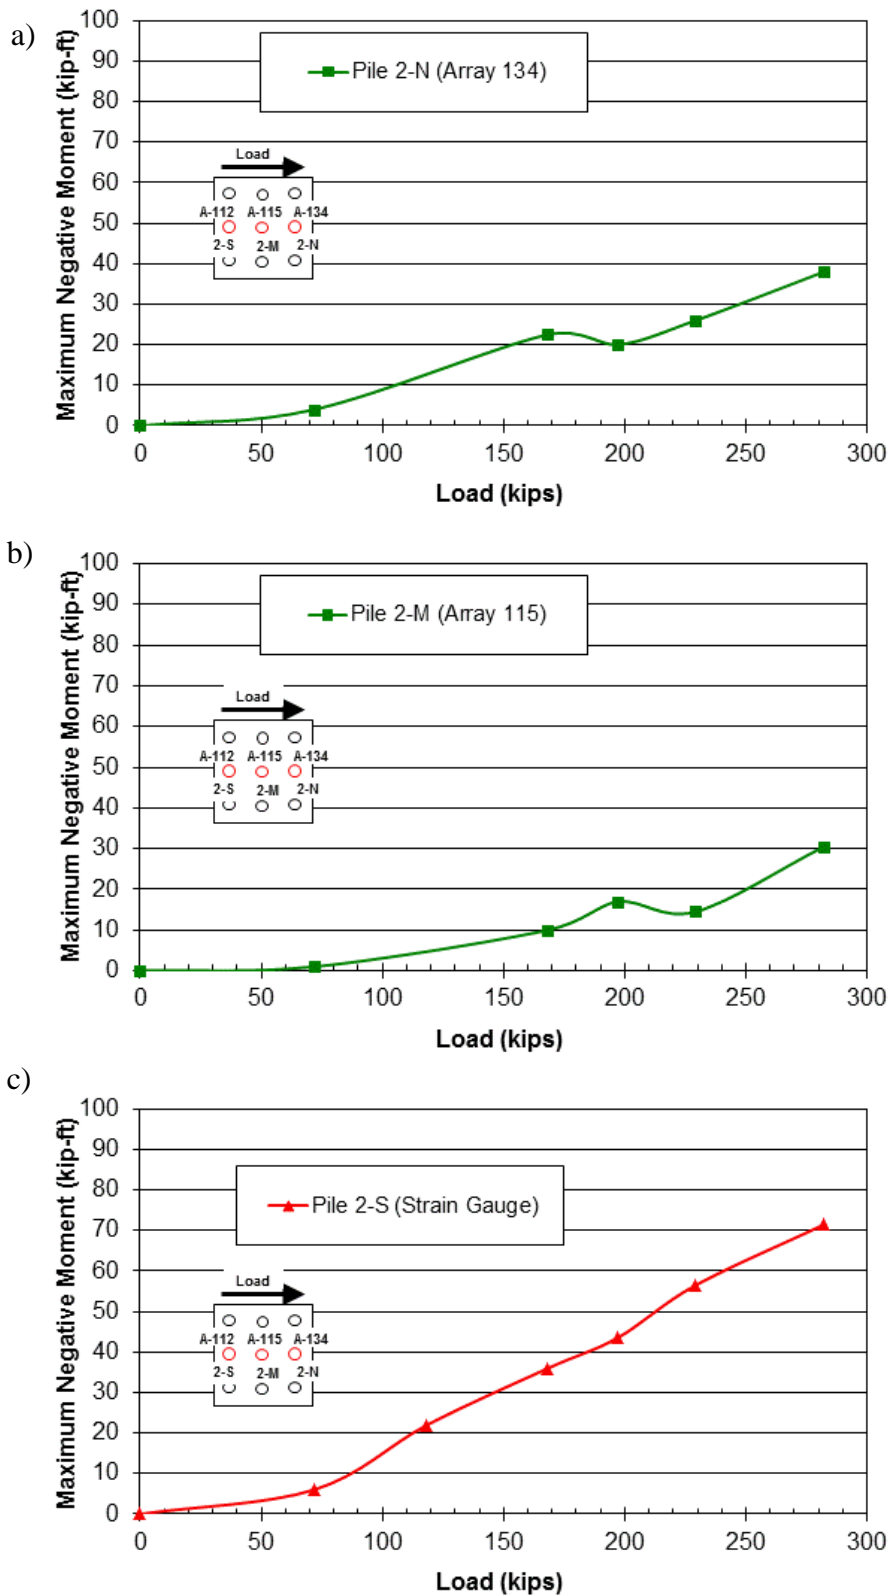 a)
Maximum Negative Moment (kip-ft)
100
90
80
70
60
50
40
30
20
10
0
Pile 2-N (Array 134)
Load
A-112 A-115 A-134
2-S 2-M 2-N
0 50 100 150 200 250 300
Load (kips)
b)
Maximum Negative Moment (kip-ft)
100
90
80
70
60
50
40
30
20
10
0
Pile 2-M (Array 115)
Load
A-112 A-115 A-134
2-S 2-M 2-N
0 50 100 150 200 250 300
Load (kips)
c)
Maximum Negative Moment (kip-ft)
100
90
80
70
60
50
40
30
20
10
0
Pile 2-S (Strain Gauge)
Load
A-112 A-115 A-134
2-S 2-M 2-N
0 50 100 150 200 250 300
Load (kips)